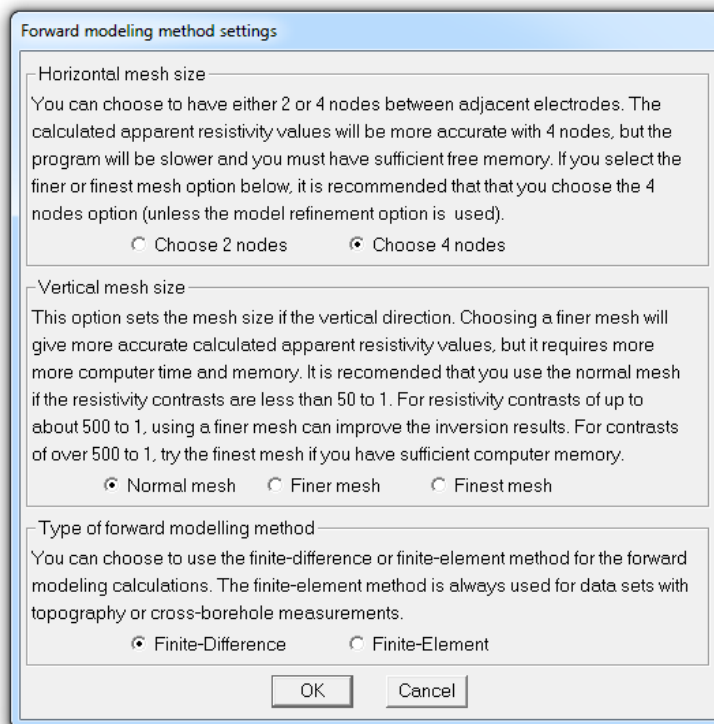 Forward modeling method settings
Horizontal mesh size
You can choose to have either 2 or 4 nodes between adjacent electrodes. The
calculated apparent resistivity values will be more accurate with 4 nodes, but the
program will be slower and you must have sufficient free memory. If you select the
finer or finest mesh option below, it is recommended that that you choose the 4
nodes option (unless the model refinement option is used).
Choose 2 nodes Choose 4 nodes
Vertical mesh size
This option sets the mesh size if the vertical direction. Choosing a finer mesh will
give more accurate calculated apparent resistivity values, but it requires more
more computer time and memory. It is recomended that you use the normal mesh
if the resistivity contrasts are less than 50 to 1. For resistivity contrasts of up to
about 500 to 1, using a finer mesh can improve the inversion results. For contrasts
of over 500 to 1, try the finest mesh if you have sufficient computer memory.
Normal mesh Finer mesh Finest mesh
Type of forward modelling method
You can choose to use the finite-difference or finite-element method for the forward
modeling calculations. The finite-element method is always used for data sets with
topography or cross-borehole measurements.
Finite-Difference Finite-Element
OK Cancel